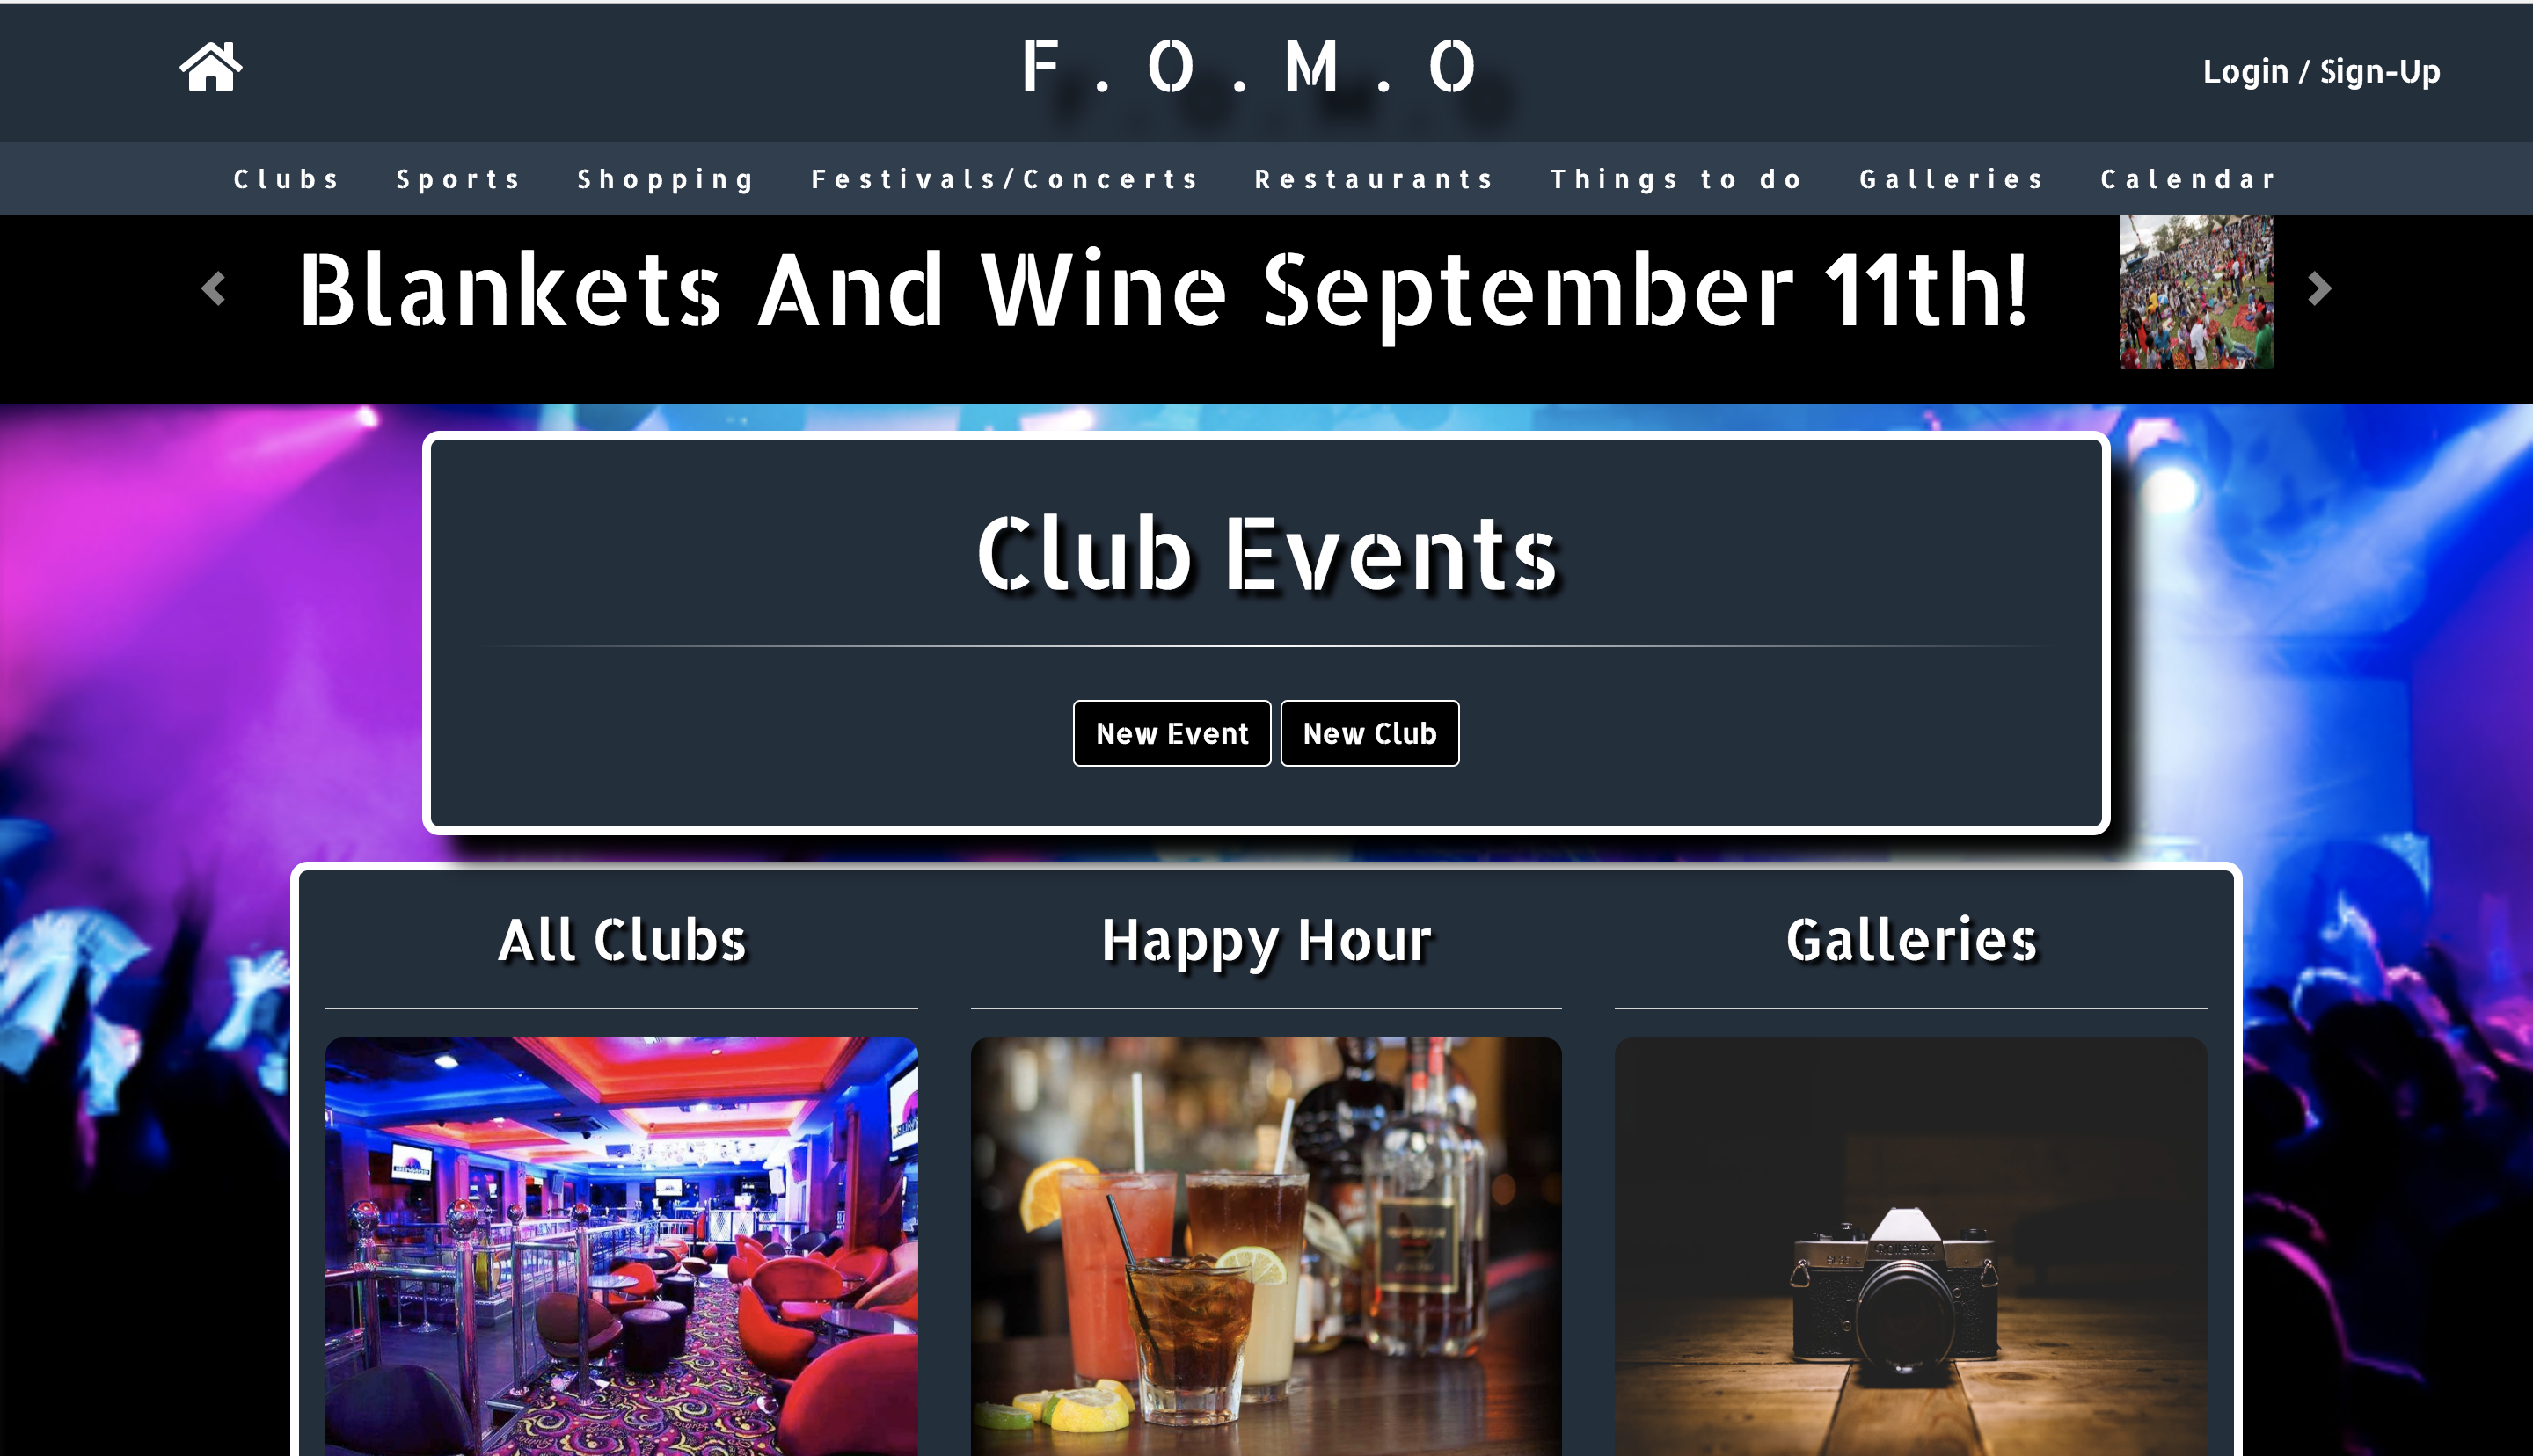 F . O . M . O
Login / Sign-Up
Clubs Sports Shopping Festivals/Concerts Restaurants Things to do Galleries Calendar
Blankets And Wine September 11th!
Club Events
New Event New Club
All Clubs Happy Hour Galleries